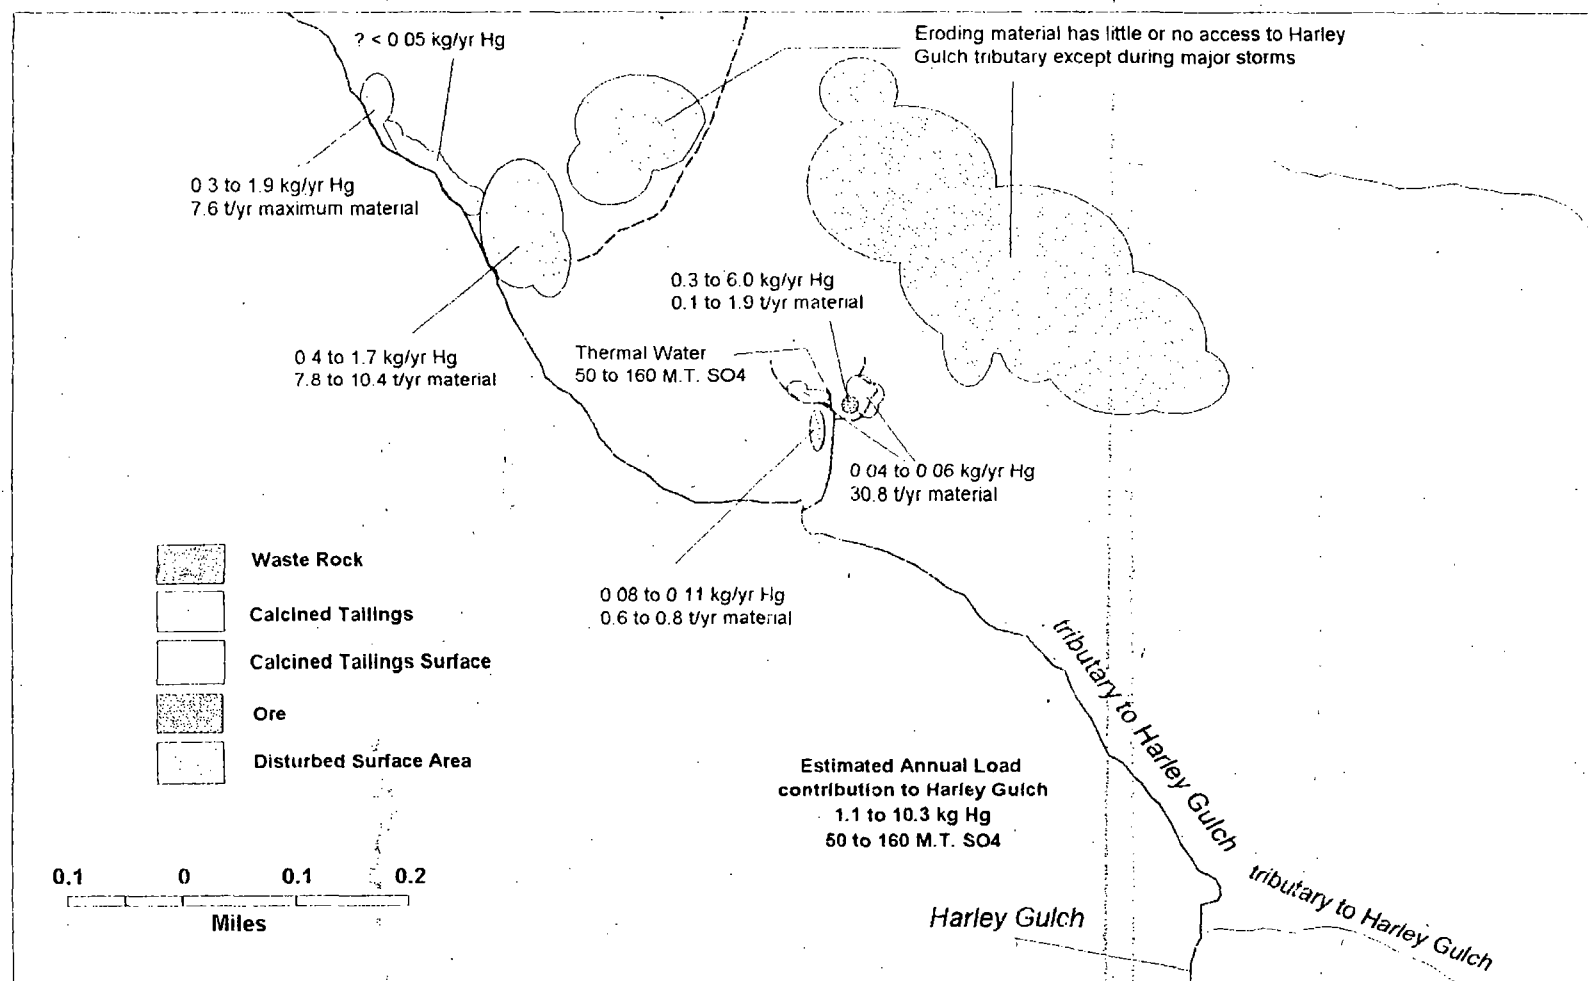 ? < 0 05 kg/yr Hg
Eroding material has little or no access to Harley
Gulch tributary except during major storms
0 3 to 1.9 kg/yr Hg
7.6 t/yr maximum material
0.3 to 6.0 kg/yr Hg
0.1 to 1.9 t/yr material
0 4 to 1.7 kg/yr Hg
7.8 to 10.4 t/yr material
Thermal Water
50 to 160 M.T. SO4
0 04 to 0 06 kg/yr Hg
30.8 t/yr material
0 08 to 0 11 kg/yr Hg
0.6 to 0.8 t/yr material
Waste Rock
Calcined Tailings
Calcined Tailings Surface
Ore
Disturbed Surface Area
tributary to Harley Gulch
Estimated Annual Load
contribution to Harley Gulch
1.1 to 10.3 kg Hg
50 to 160 M.T. SO4
0.1 0 0.1 0.2
Miles
Harley Gulch
tributary to Harley Gulch